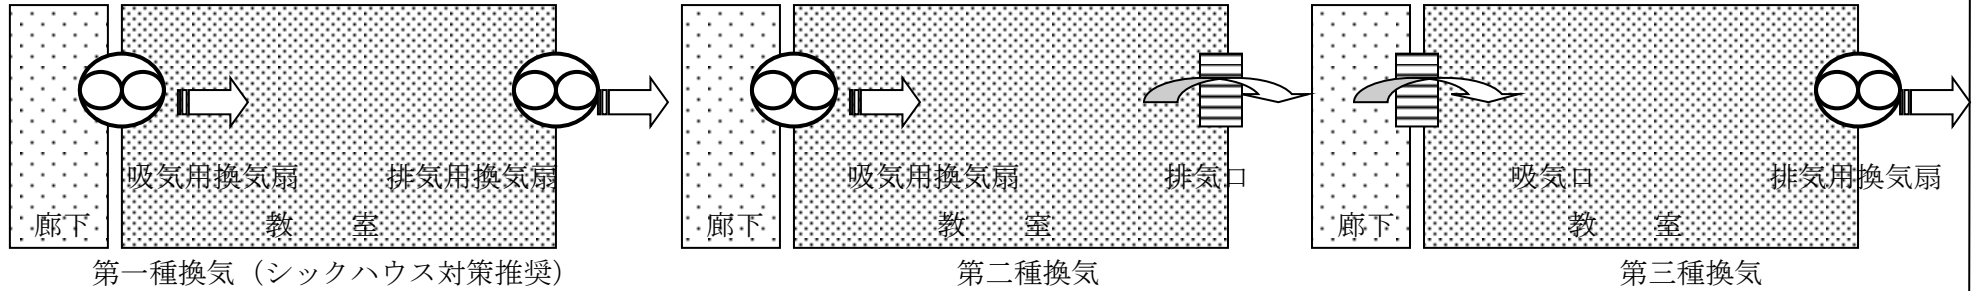 吸気用換気扇 排気用換気扇
廊下 教 室
第一種換気（シックハウス対策推奨）
吸気用換気扇 排気口
廊下 教 室
第二種換気
吸気口 排気用換気扇
廊下 教 室
第三種換気